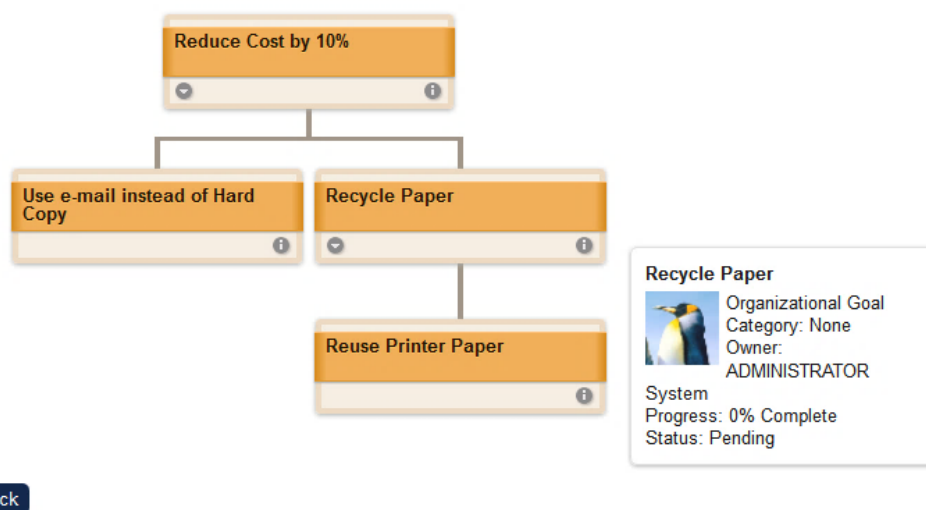 Reduce Cost by 10%
Use e-mail instead of Hard
Copy
Recycle Paper
Reuse Printer Paper
Recycle Paper
Organizational Goal
Category: None
Owner:
ADMINISTRATOR
System
Progress: 0% Complete
Status: Pending
ck